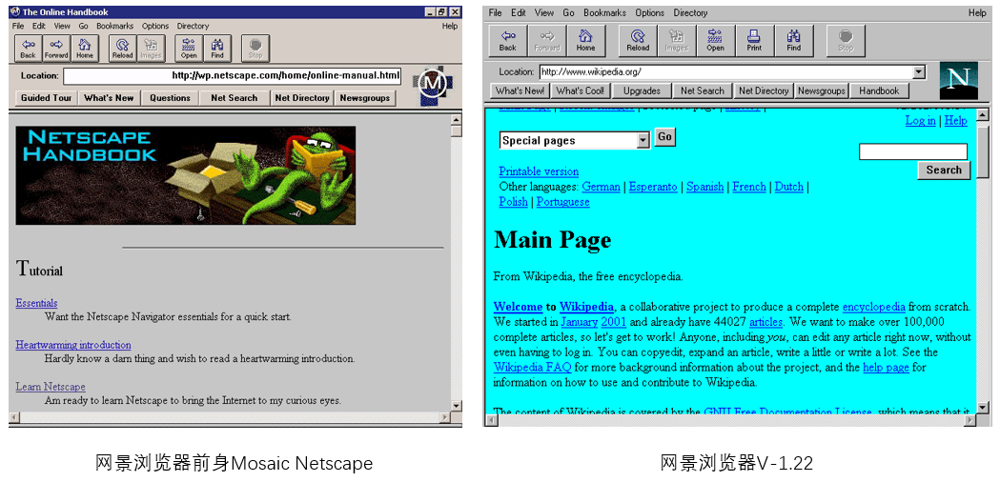 The Online Handbook
File Edit View Go Bookmarks Options Directory Help
Back Forward Home Reload Images Open Find Stop
Location: http://wp.netscape.com/home/online-manual.html
Guided Tour What's New Questions Net Search Net Directory Newsgroups
M
NETSCAPE
HANDBOOK
Tutorial
Essentials
Want the Netscape Navigator essentials for a quick start.
Heartwarming introduction
Hardly know a darn thing and wish to read a heartwarming introduction.
Learn Netscape
Am ready to learn Netscape to bring the Internet to my curious eyes.
网景浏览器前身Mosaic Netscape
File Edit View Go Bookmarks Options Directory Help
Back Forward Home Reload Images Open Print Find Stop
Location: http://www.wikipedia.org/
What's New! What's Cool! Upgrades Net Search Net Directory Newsgroups Handbook
N
Log in | Help
Special pages Go
Search
Printable version
Other languages: German | Esperanto | Spanish | French | Dutch |
Polish | Portuguese
Main Page
From Wikipedia, the free encyclopedia.
Welcome to Wikipedia, a collaborative project to produce a complete encyclopedia from scratch.
We started in January 2001 and already have 44027 articles. We want to make over 100,000
complete articles, so let's get to work! Anyone, including you, can edit any article right now, without
even having to log in. You can copyedit, expand an article, write a little or write a lot. See the
Wikipedia FAQ for more background information about the project, and the help page for
information on how to use and contribute to Wikipedia.
The content of Wikipedia is covered by the GNU Free Documentation License, which means that it
网景浏览器V-1.22